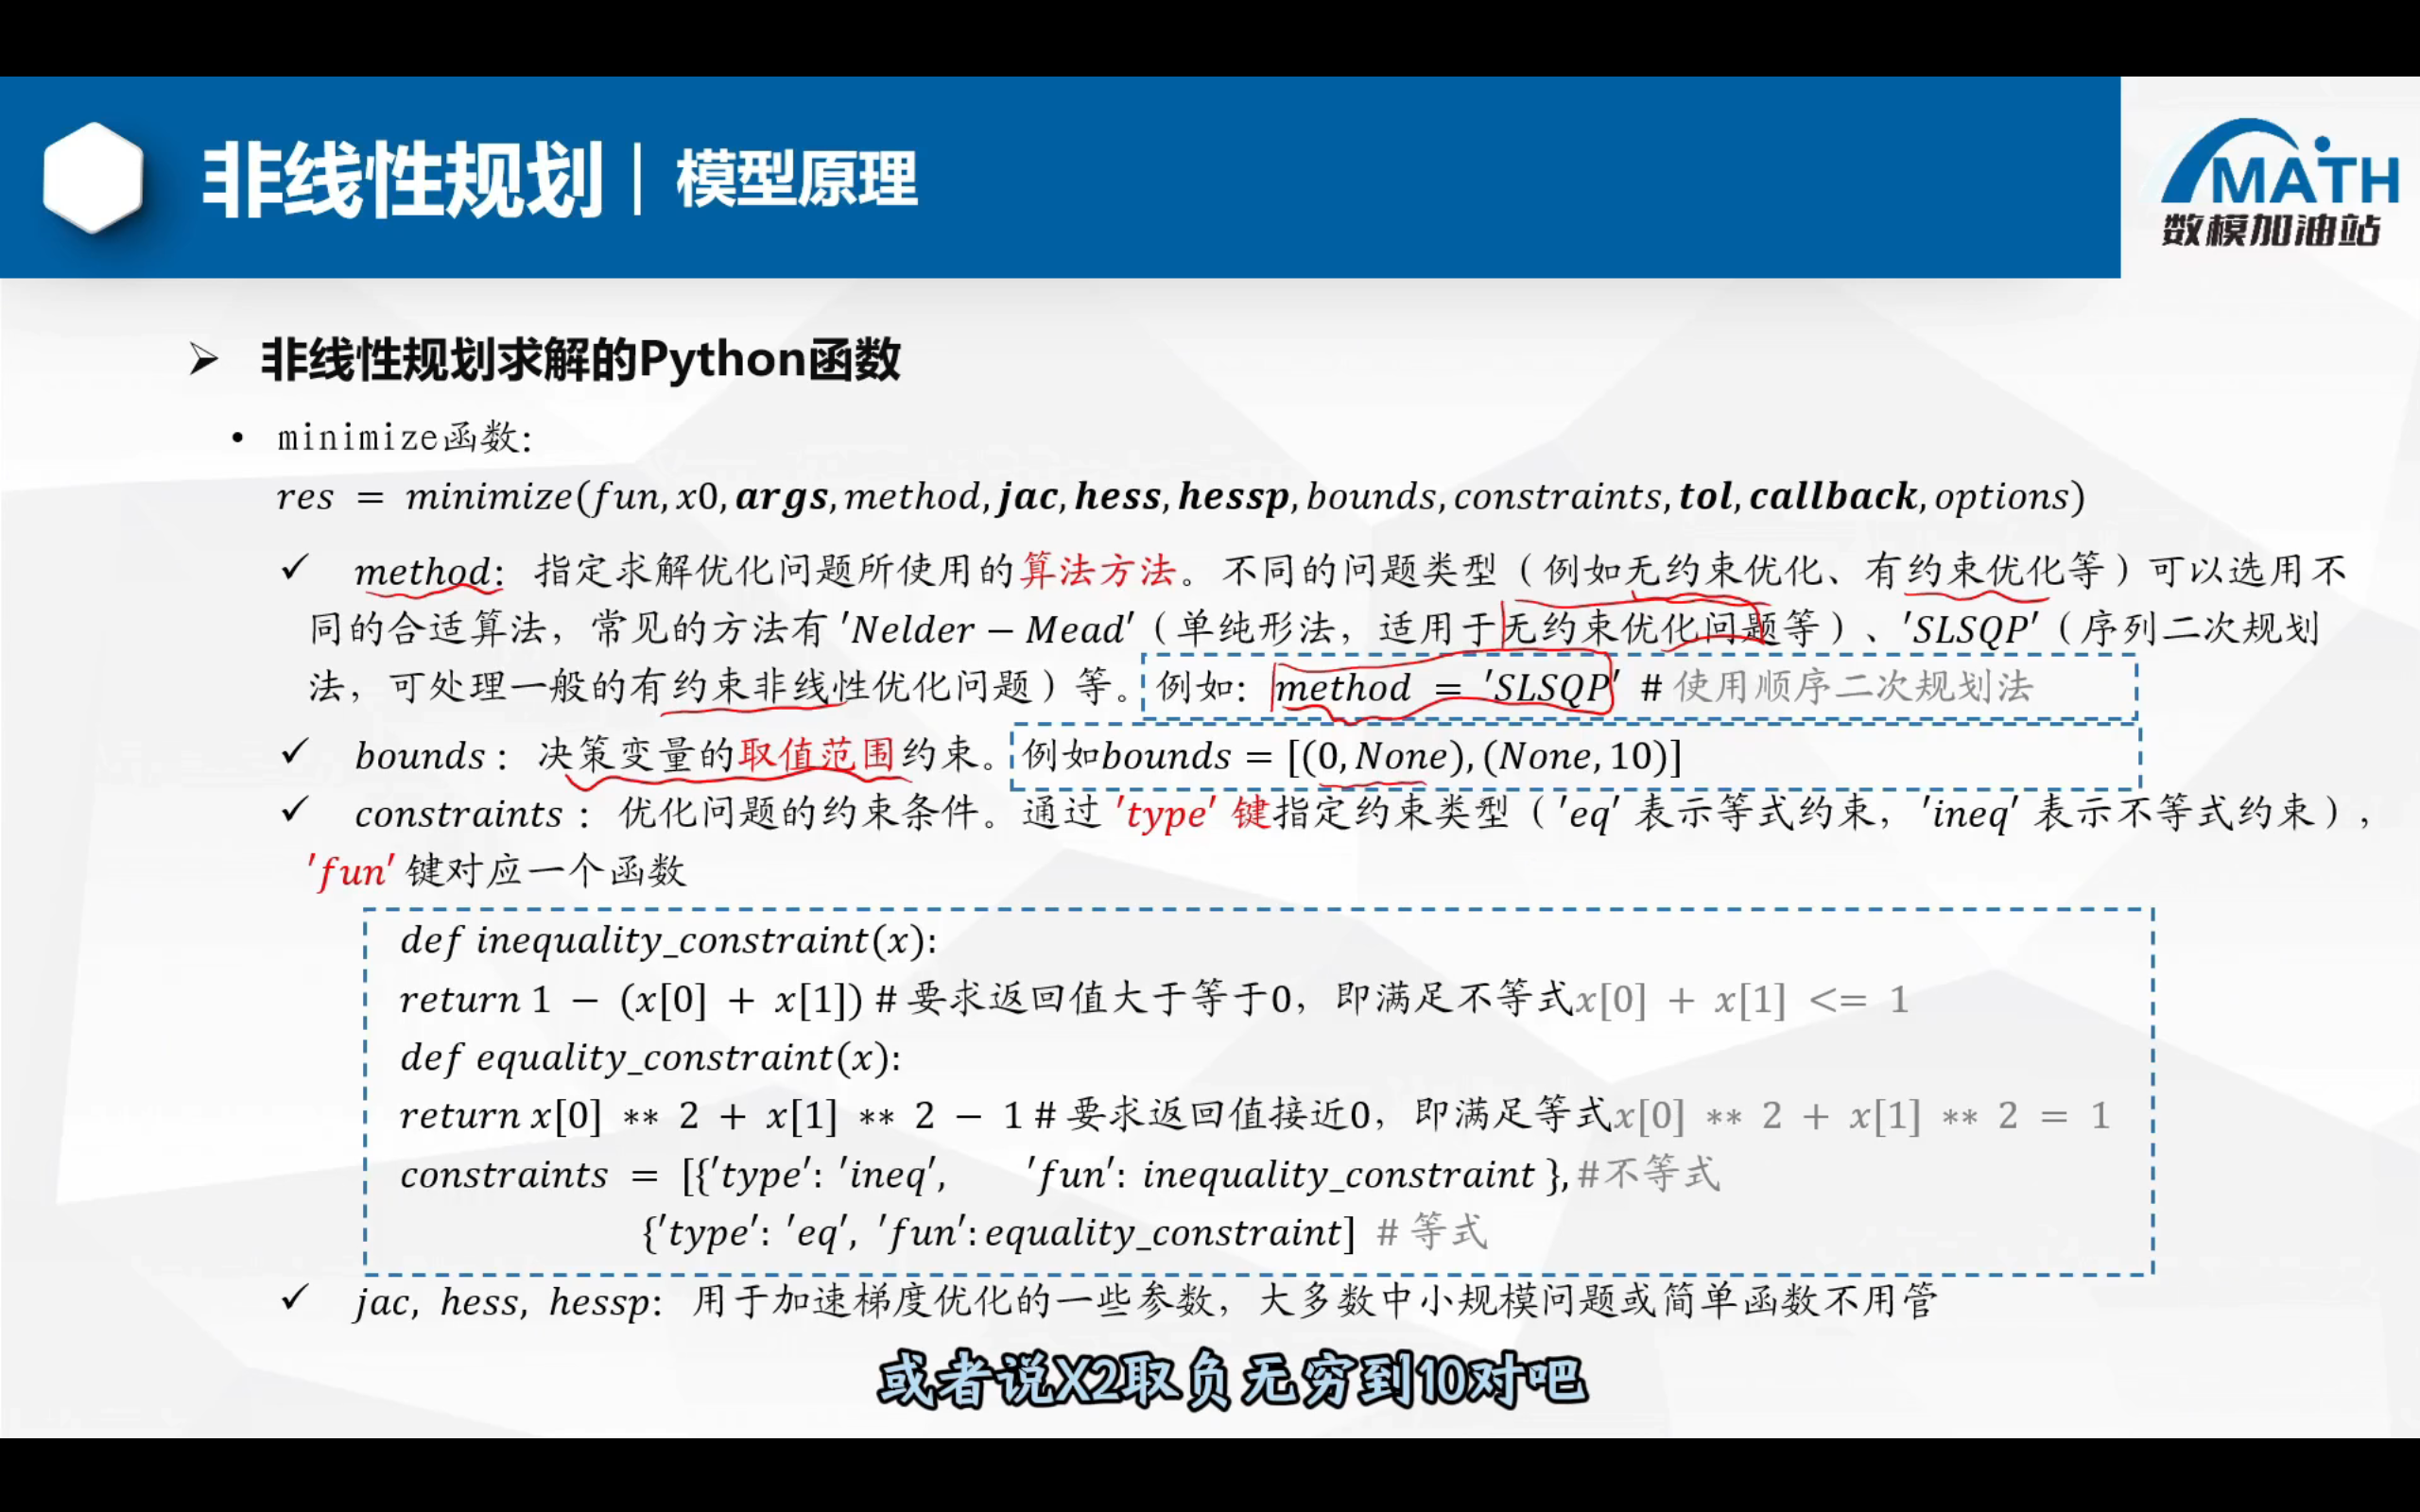 非线性规划 | 模型原理
MATH
数模加油站
➢ 非线性规划求解的Python函数
• minimize函数:
res = minimize(fun, x0, args, method, jac, hess, hessp, bounds, constraints, tol, callback, options)
✓ method: 指定求解优化问题所使用的算法方法。不同的问题类型（例如无约束优化、有约束优化等）可以选用不
同的合适算法，常见的方法有 'Nelder − Mead'（单纯形法，适用于无约束优化问题等）、'SLSQP'（序列二次规划
法，可处理一般的有约束非线性优化问题）等。例如: method = 'SLSQP' # 使用顺序二次规划法
✓ bounds : 决策变量的取值范围约束。例如bounds = [(0, None), (None, 10)]
✓ constraints : 优化问题的约束条件。通过 'type' 键指定约束类型（'eq' 表示等式约束，'ineq' 表示不等式约束），
'fun' 键对应一个函数
def inequality_constraint(x):
return 1 − (x[0] + x[1]) # 要求返回值大于等于0，即满足不等式x[0] + x[1] <= 1
def equality_constraint(x):
return x[0] ** 2 + x[1] ** 2 − 1 # 要求返回值接近0，即满足等式x[0] ** 2 + x[1] ** 2 = 1
constraints = [{'type': 'ineq', 'fun': inequality_constraint }, #不等式
{'type': 'eq', 'fun': equality_constraint] # 等式
✓ jac, hess, hessp: 用于加速梯度优化的一些参数，大多数中小规模问题或简单函数不用管
或者说X2取负无穷到10对吧